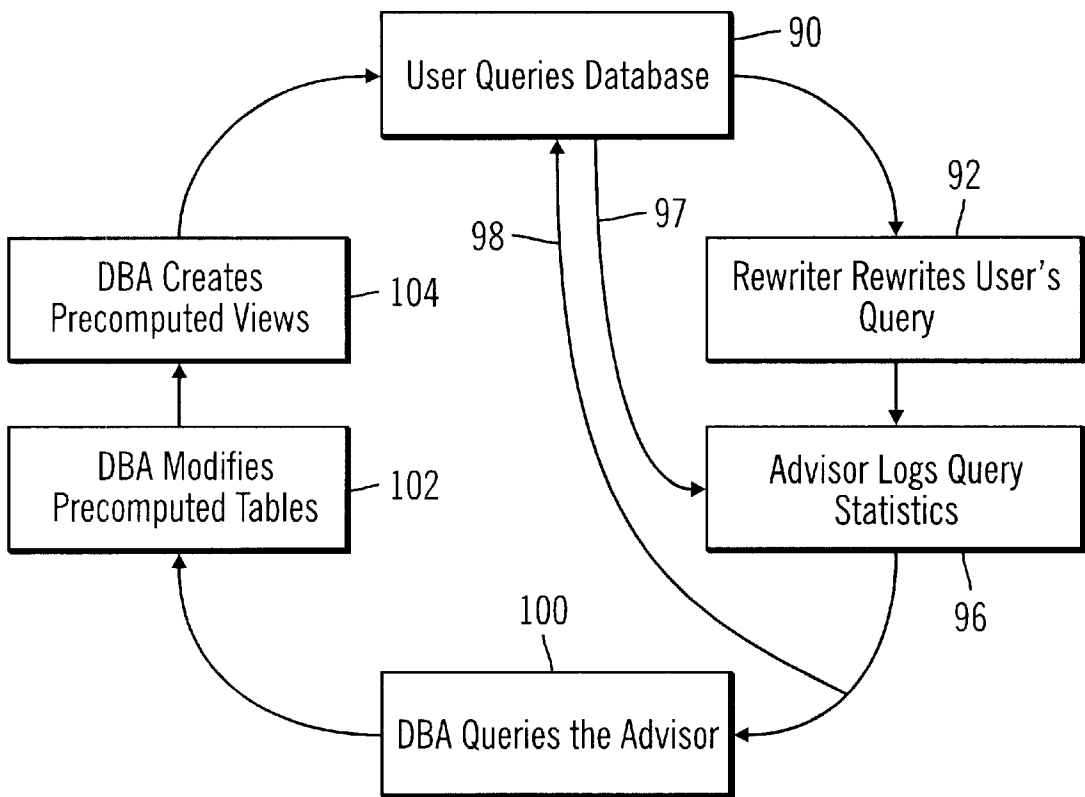 90
User Queries Database
92
97
98
Rewriter Rewrites User's
Query
DBA Creates
Precomputed Views
104
DBA Modifies
Precomputed Tables
102
Advisor Logs Query
Statistics
96
100
DBA Queries the Advisor